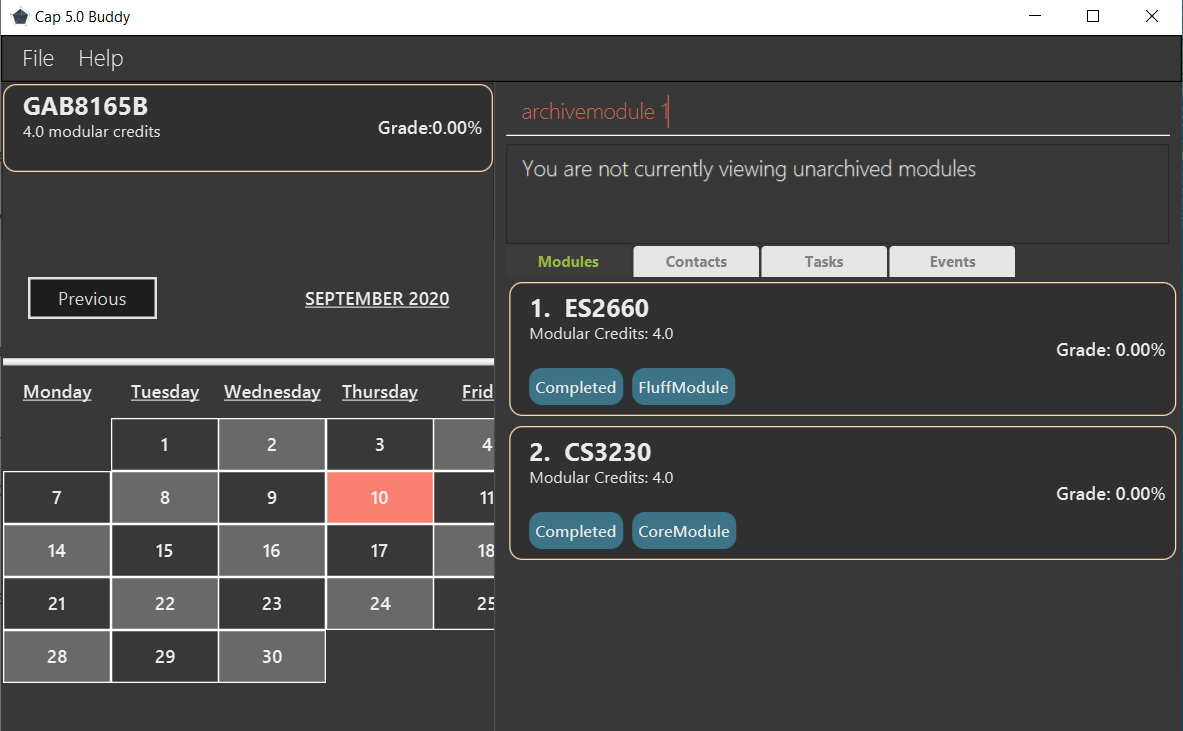 Cap 5.0 Buddy
File Help
GAB8165B
4.0 modular credits
Grade:0.00%
Previous
SEPTEMBER 2020
Monday Tuesday Wednesday Thursday Frid
1 2 3 4
7 8 9 10 11
14 15 16 17 18
21 22 23 24 25
28 29 30
archivemodule 1
You are not currently viewing unarchived modules
Modules Contacts Tasks Events
1. ES2660
Modular Credits: 4.0
Grade: 0.00%
Completed FluffModule
2. CS3230
Modular Credits: 4.0
Grade: 0.00%
Completed CoreModule